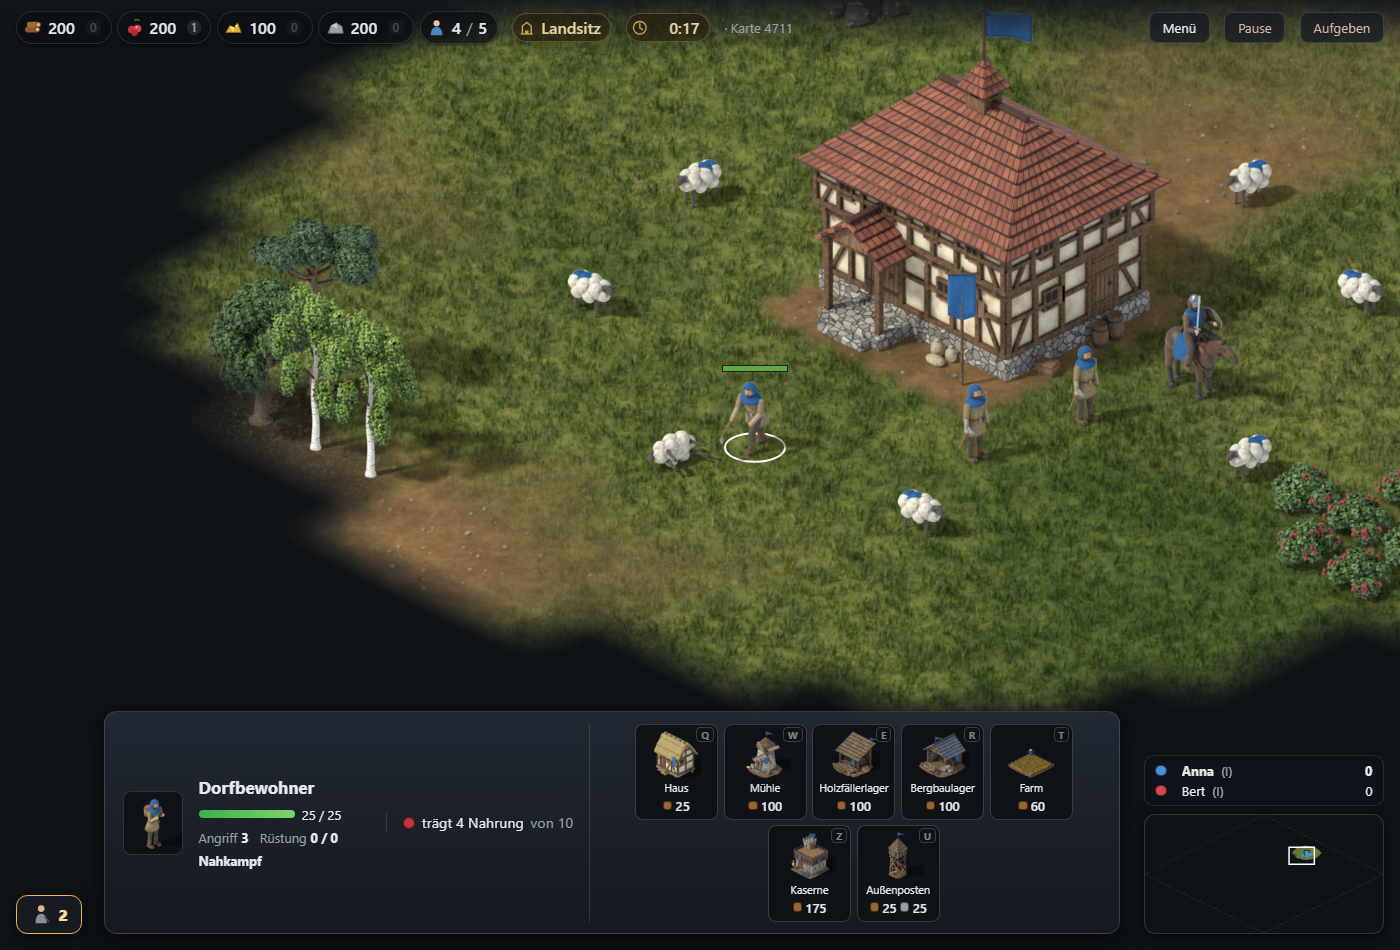 200 0 200 1 100 0 200 0 4 / 5 Landsitz 0:17 · Karte 4711 Menü Pause Aufgeben
Dorfbewohner
25 / 25
Angriff 3 Rüstung 0 / 0
Nahkampf
trägt 4 Nahrung von 10
Q W E R T
Haus Mühle Holzfällerlager Bergbaulager Farm
25 100 100 100 60
Z U
Kaserne Außenposten
175 25 25
Anna (I) 0
Bert (I) 0
2